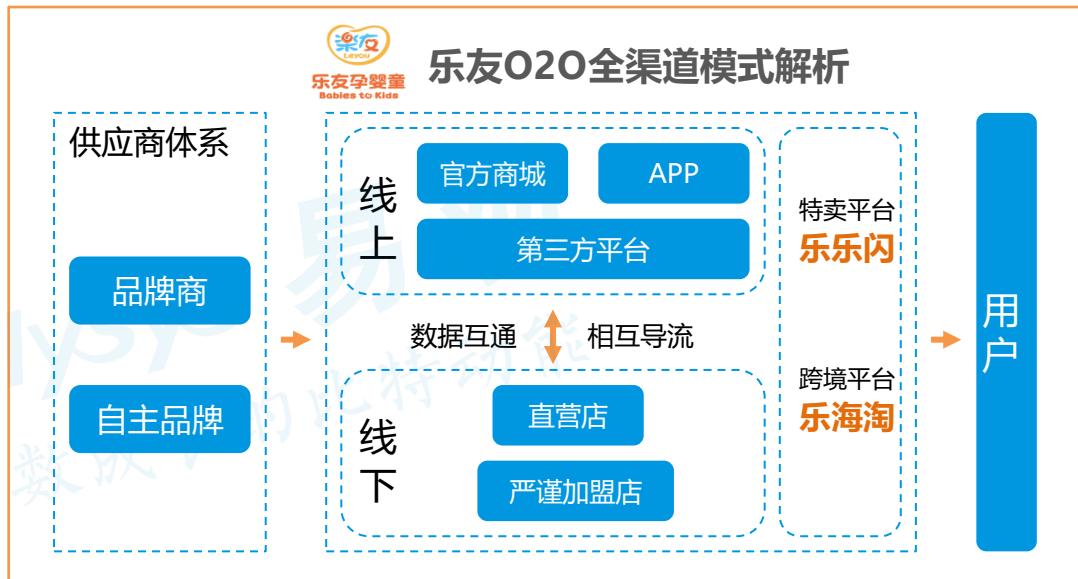 樂友
Leyou
乐友孕婴童
Babies to Kids
乐友O2O全渠道模式解析
供应商体系
品牌商
自主品牌
线上
官方商城
APP
第三方平台
数据互通
相互导流
线下
直营店
严谨加盟店
特卖平台
乐乐闪
跨境平台
乐海淘
用户